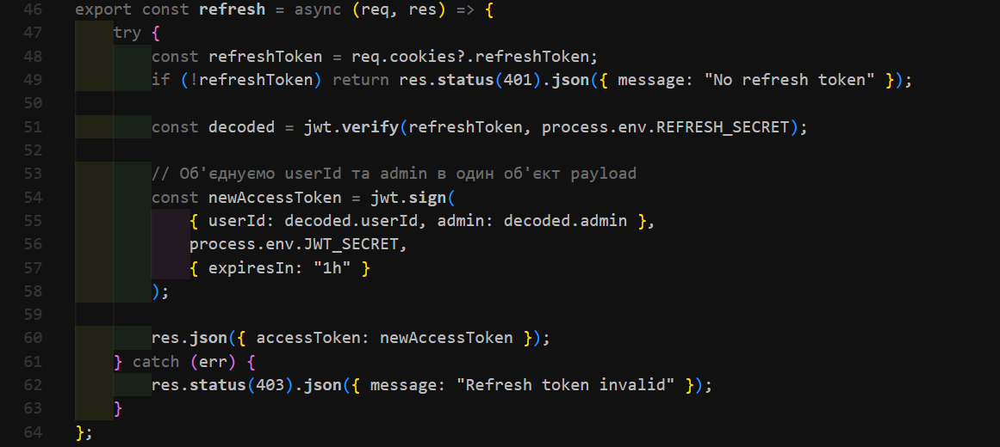 46 export const refresh = async (req, res) => {
47     try {
48         const refreshToken = req.cookies?.refreshToken;
49         if (!refreshToken) return res.status(401).json({ message: "No refresh token" });
50
51         const decoded = jwt.verify(refreshToken, process.env.REFRESH_SECRET);
52
53         // Об'єднуємо userId та admin в один об'єкт payload
54         const newAccessToken = jwt.sign(
55             { userId: decoded.userId, admin: decoded.admin },
56             process.env.JWT_SECRET,
57             { expiresIn: "1h" }
58         );
59
60         res.json({ accessToken: newAccessToken });
61     } catch (err) {
62         res.status(403).json({ message: "Refresh token invalid" });
63     }
64 };